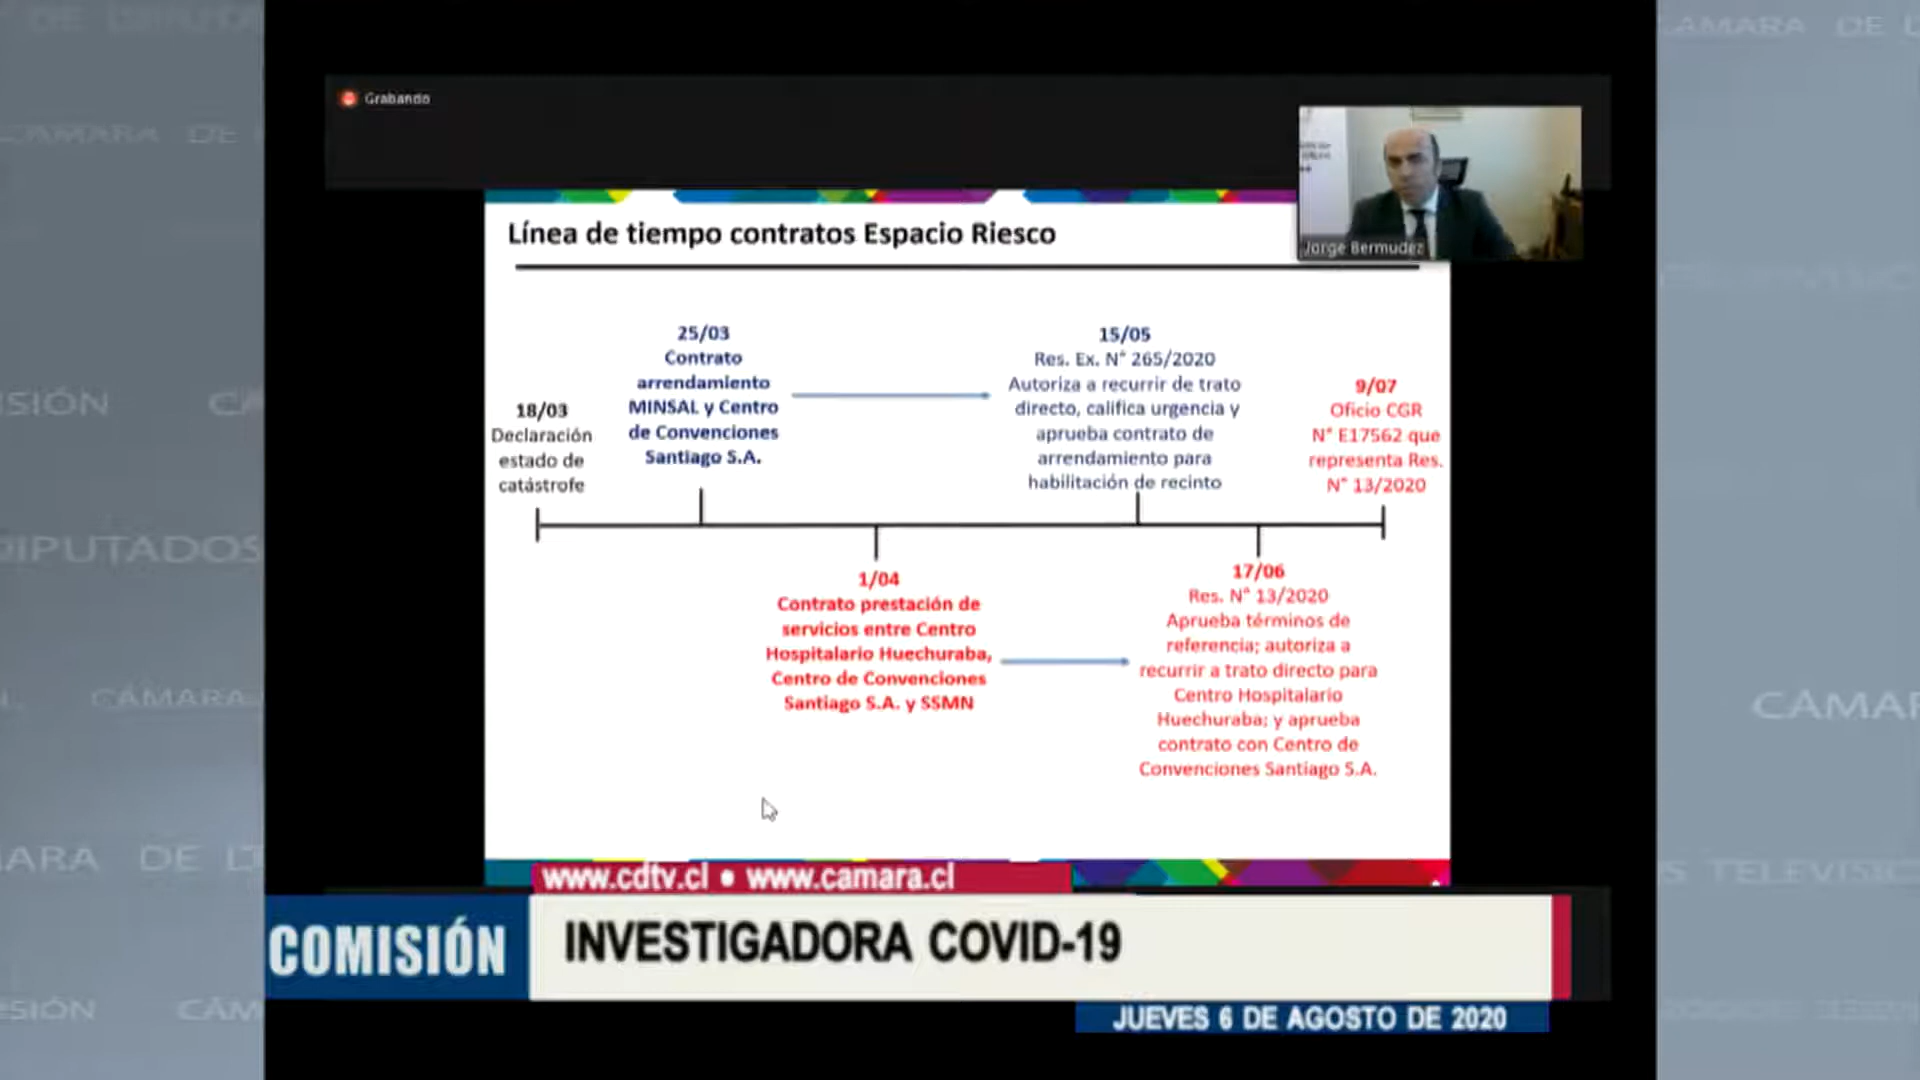 Grabando
Jorge Bermudez
Línea de tiempo contratos Espacio Riesco
18/03
Declaración
estado de
catástrofe
25/03
Contrato
arrendamiento
MINSAL y Centro
de Convenciones
Santiago S.A.
1/04
Contrato prestación de
servicios entre Centro
Hospitalario Huechuraba,
Centro de Convenciones
Santiago S.A. y SSMN
15/05
Res. Ex. N° 265/2020
Autoriza a recurrir de trato
directo, califica urgencia y
aprueba contrato de
arrendamiento para
habilitación de recinto
17/06
Res. N° 13/2020
Aprueba términos de
referencia; autoriza a
recurrir a trato directo para
Centro Hospitalario
Huechuraba; y aprueba
contrato con Centro de
Convenciones Santiago S.A.
9/07
Oficio CGR
N° E17562 que
representa Res.
N° 13/2020
www.cdtv.cl • www.camara.cl
COMISIÓN
INVESTIGADORA COVID-19
JUEVES 6 DE AGOSTO DE 2020